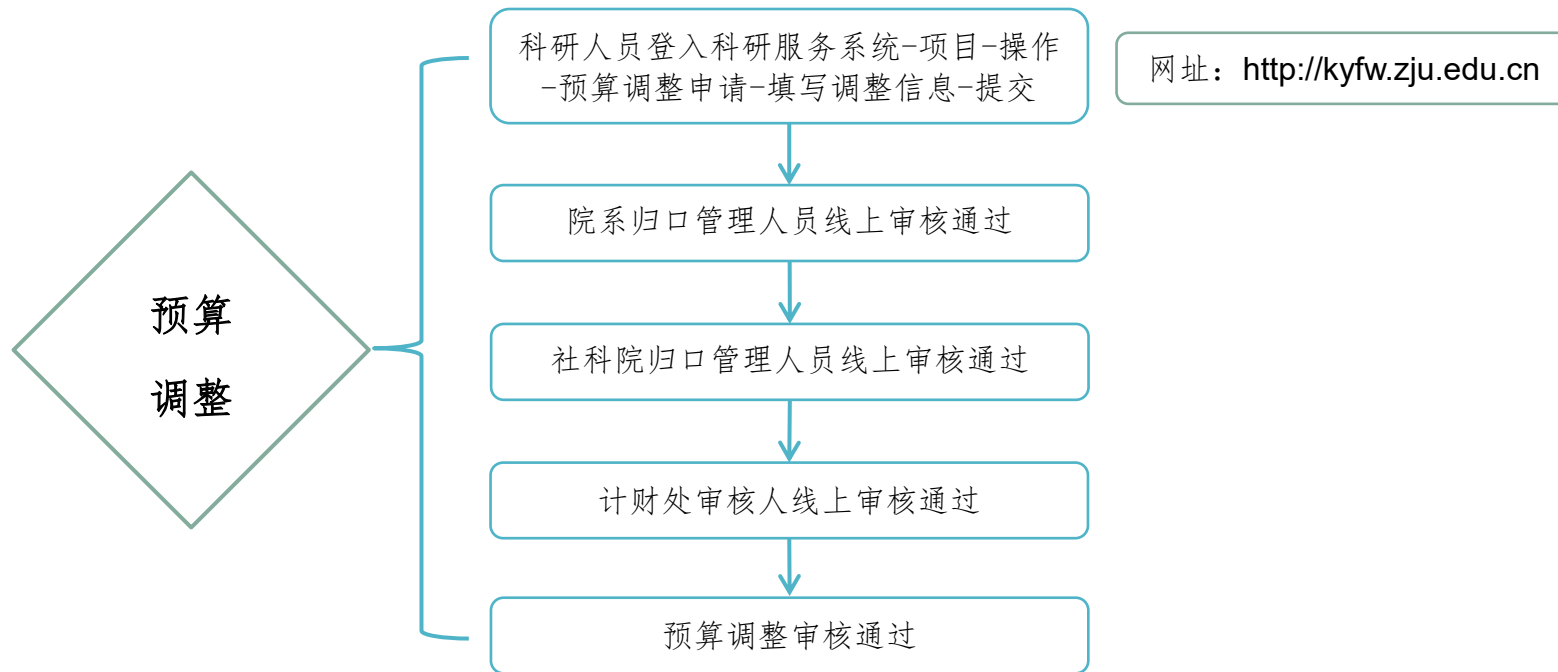 科研人员登入科研服务系统-项目-操作
-预算调整申请-填写调整信息-提交
网址：http://kyfw.zju.edu.cn
院系归口管理人员线上审核通过
预算
调整
社科院归口管理人员线上审核通过
计财处审核人线上审核通过
预算调整审核通过